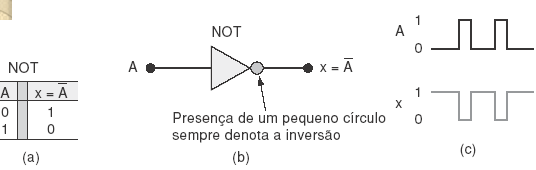 NOT
A x = A̅
0 1
1 0
(a)
NOT
A x = A̅
Presença de um pequeno círculo
sempre denota a inversão
(b)
A 1
0
x 1
0
(c)